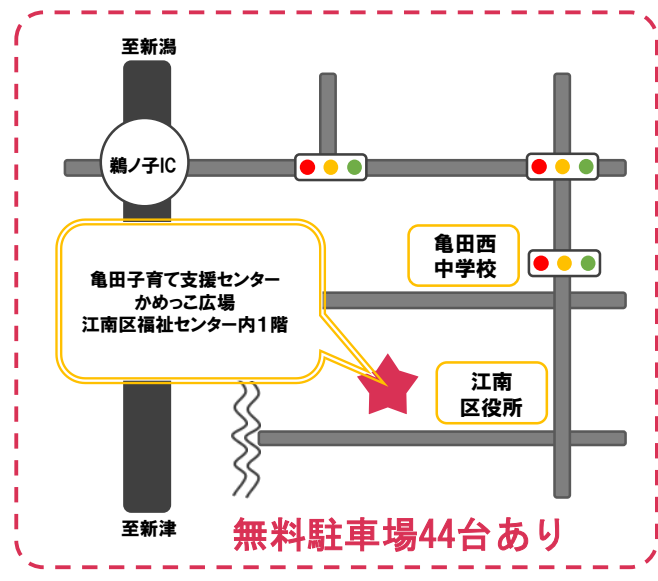 至新潟
鵜ノ子IC
亀田西
中学校
亀田子育て支援センター
かめっこ広場
江南区福祉センター内１階
江南
区役所
至新津
無料駐車場44台あり